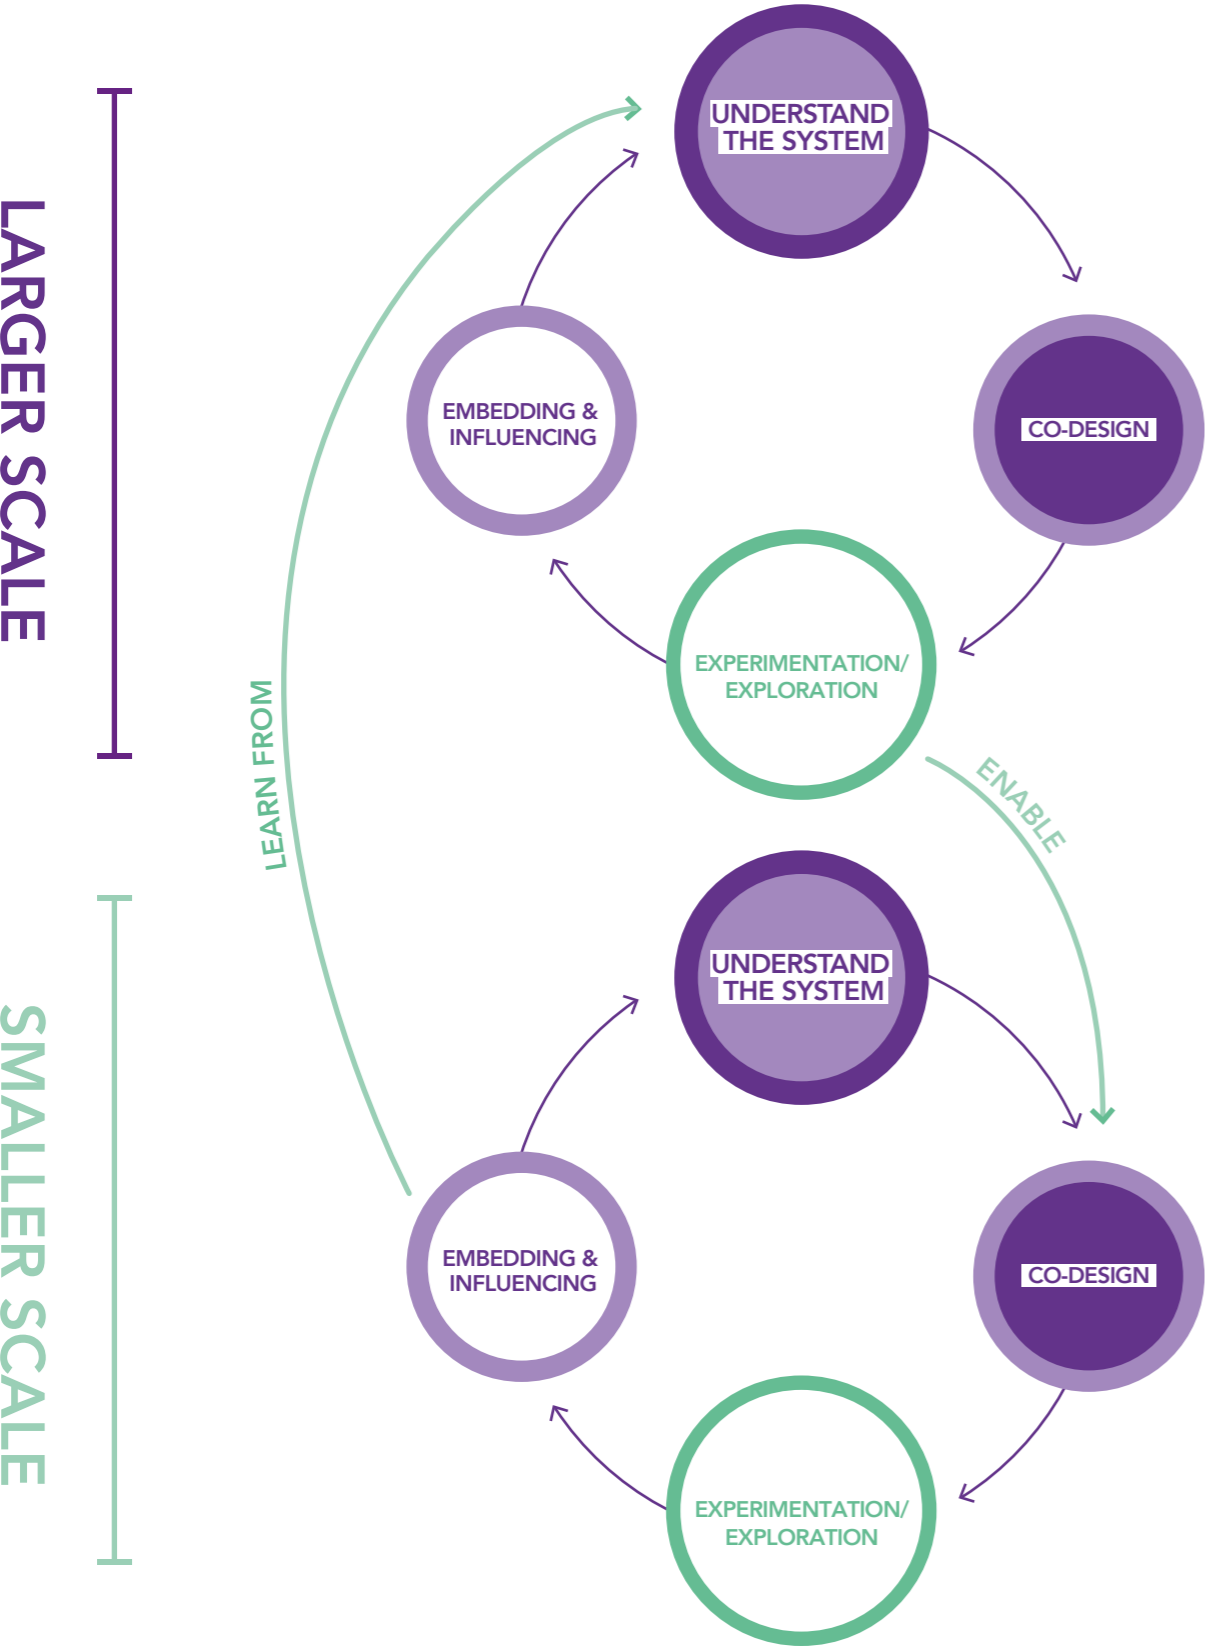 LARGER SCALE
UNDERSTAND
THE SYSTEM
EMBEDDING &
INFLUENCING
CO-DESIGN
EXPERIMENTATION/
EXPLORATION
LEARN FROM
ENABLE
SMALLER SCALE
UNDERSTAND
THE SYSTEM
EMBEDDING &
INFLUENCING
CO-DESIGN
EXPERIMENTATION/
EXPLORATION